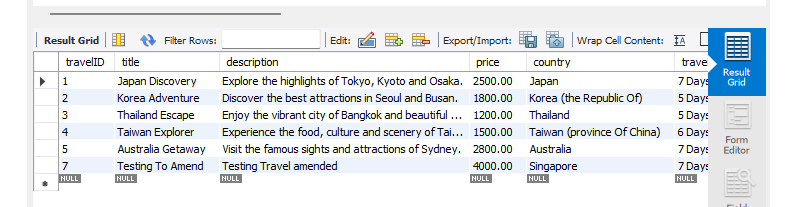 Result Grid Filter Rows: Edit: Export/Import: Wrap Cell Content: IA
travelID title description price country trave
1 Japan Discovery Explore the highlights of Tokyo, Kyoto and Osaka. 2500.00 Japan 7 Days
2 Korea Adventure Discover the best attractions in Seoul and Busan. 1800.00 Korea (the Republic Of) 5 Days
3 Thailand Escape Enjoy the vibrant city of Bangkok and beautiful ... 1200.00 Thailand 5 Days
4 Taiwan Explorer Experience the food, culture and scenery of Tai... 1500.00 Taiwan (province Of China) 6 Days
5 Australia Getaway Visit the famous sights and attractions of Sydney. 2800.00 Australia 7 Days
7 Testing To Amend Testing Travel amended 4000.00 Singapore 5 Days
NULL NULL NULL NULL NULL NULL
Result
Grid
Form
Editor